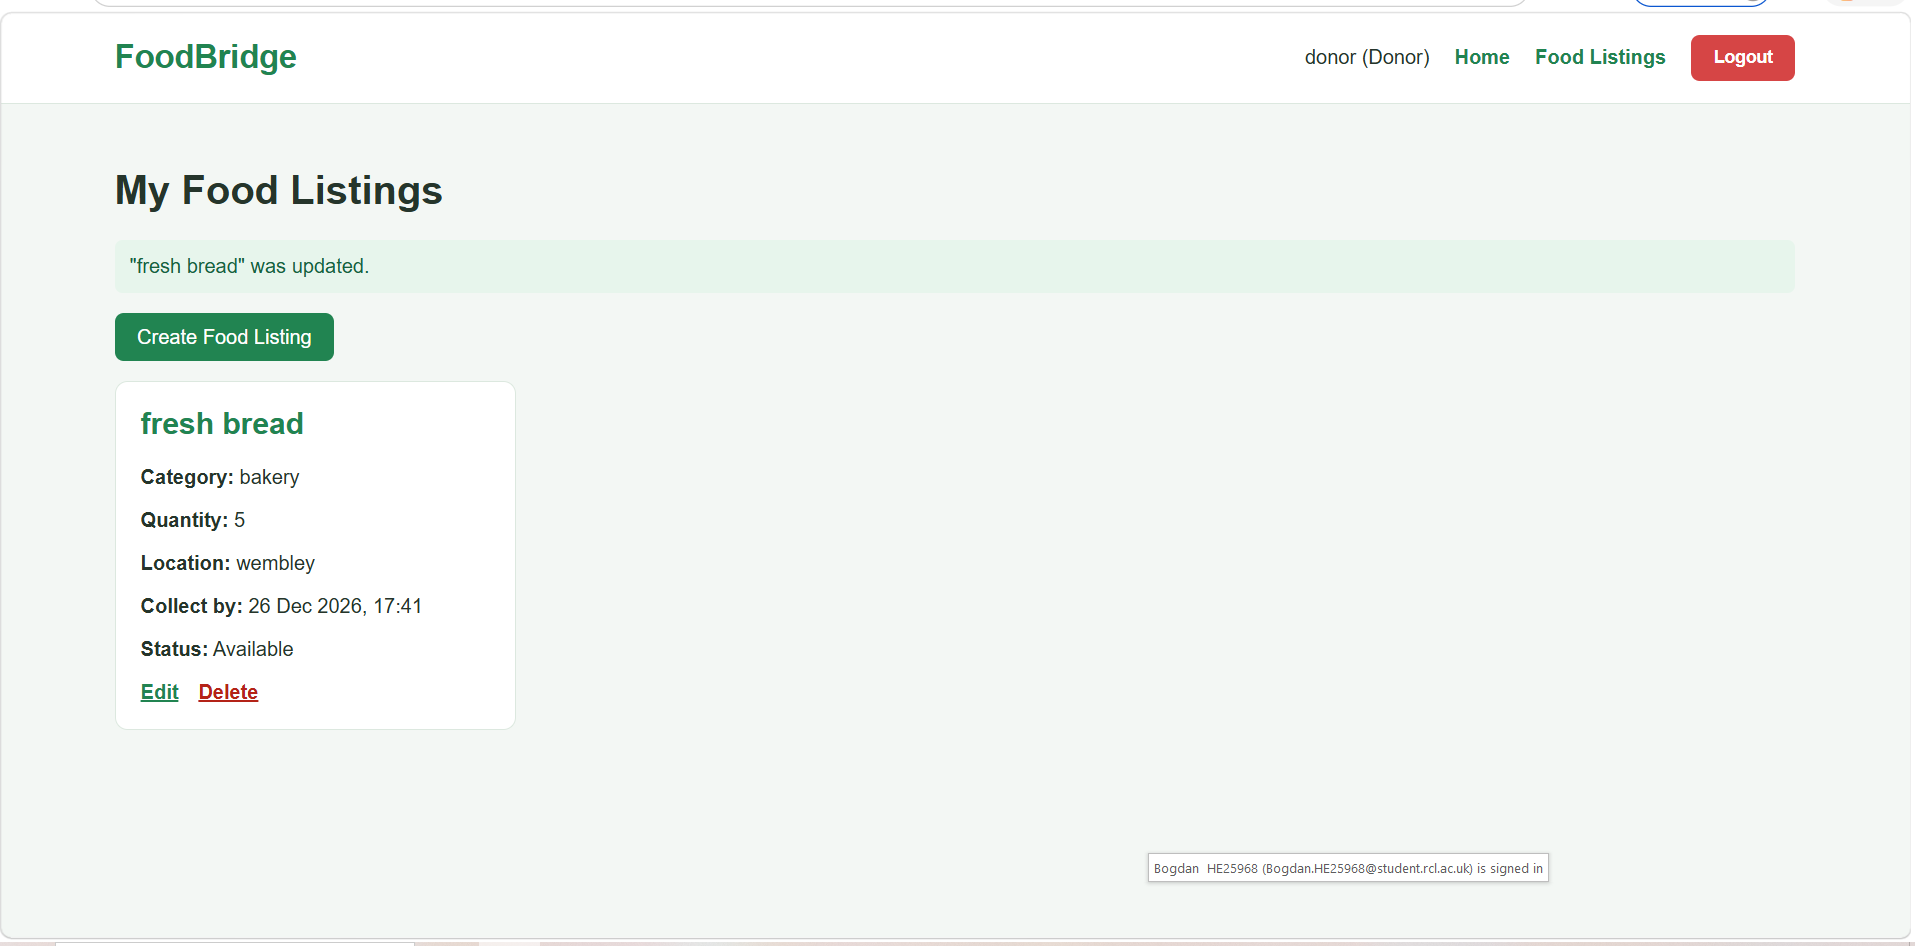 FoodBridge
donor (Donor) Home Food Listings Logout
My Food Listings
"fresh bread" was updated.
Create Food Listing
fresh bread
Category: bakery
Quantity: 5
Location: wembley
Collect by: 26 Dec 2026, 17:41
Status: Available
Edit Delete
Bogdan HE25968 (Bogdan.HE25968@student.rcl.ac.uk) is signed in